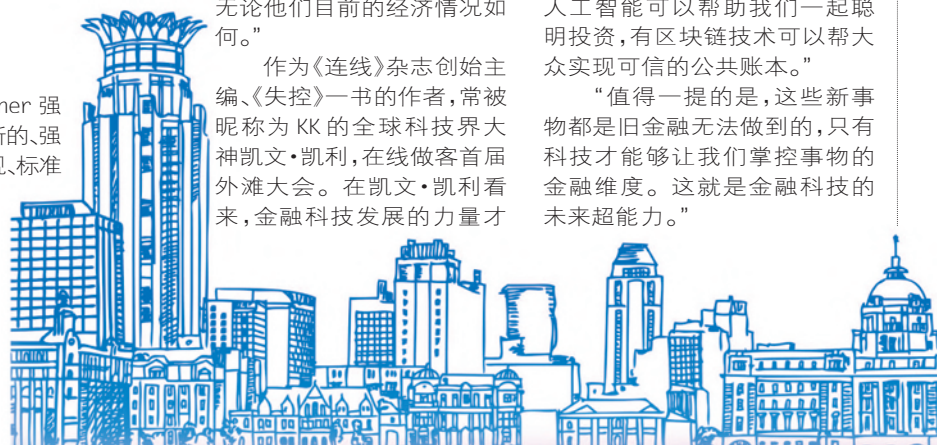 mer 强
新的、强
见、标准
无论他们目前的经济情况如
何。”
作为《连线》杂志创始主
编、《失控》一书的作者，常被
昵称为 KK 的全球科技界大
神凯文•凯利，在线做客首届
外滩大会。在凯文•凯利看
来，金融科技发展的力量才
人工智能可以帮助我们一起聪
明投资，有区块链技术可以帮大
众实现可信的公共账本。”
“值得一提的是，这些新事
物都是旧金融无法做到的，只有
科技才能够让我们掌控事物的
金融维度。这就是金融科技的
未来超能力。”